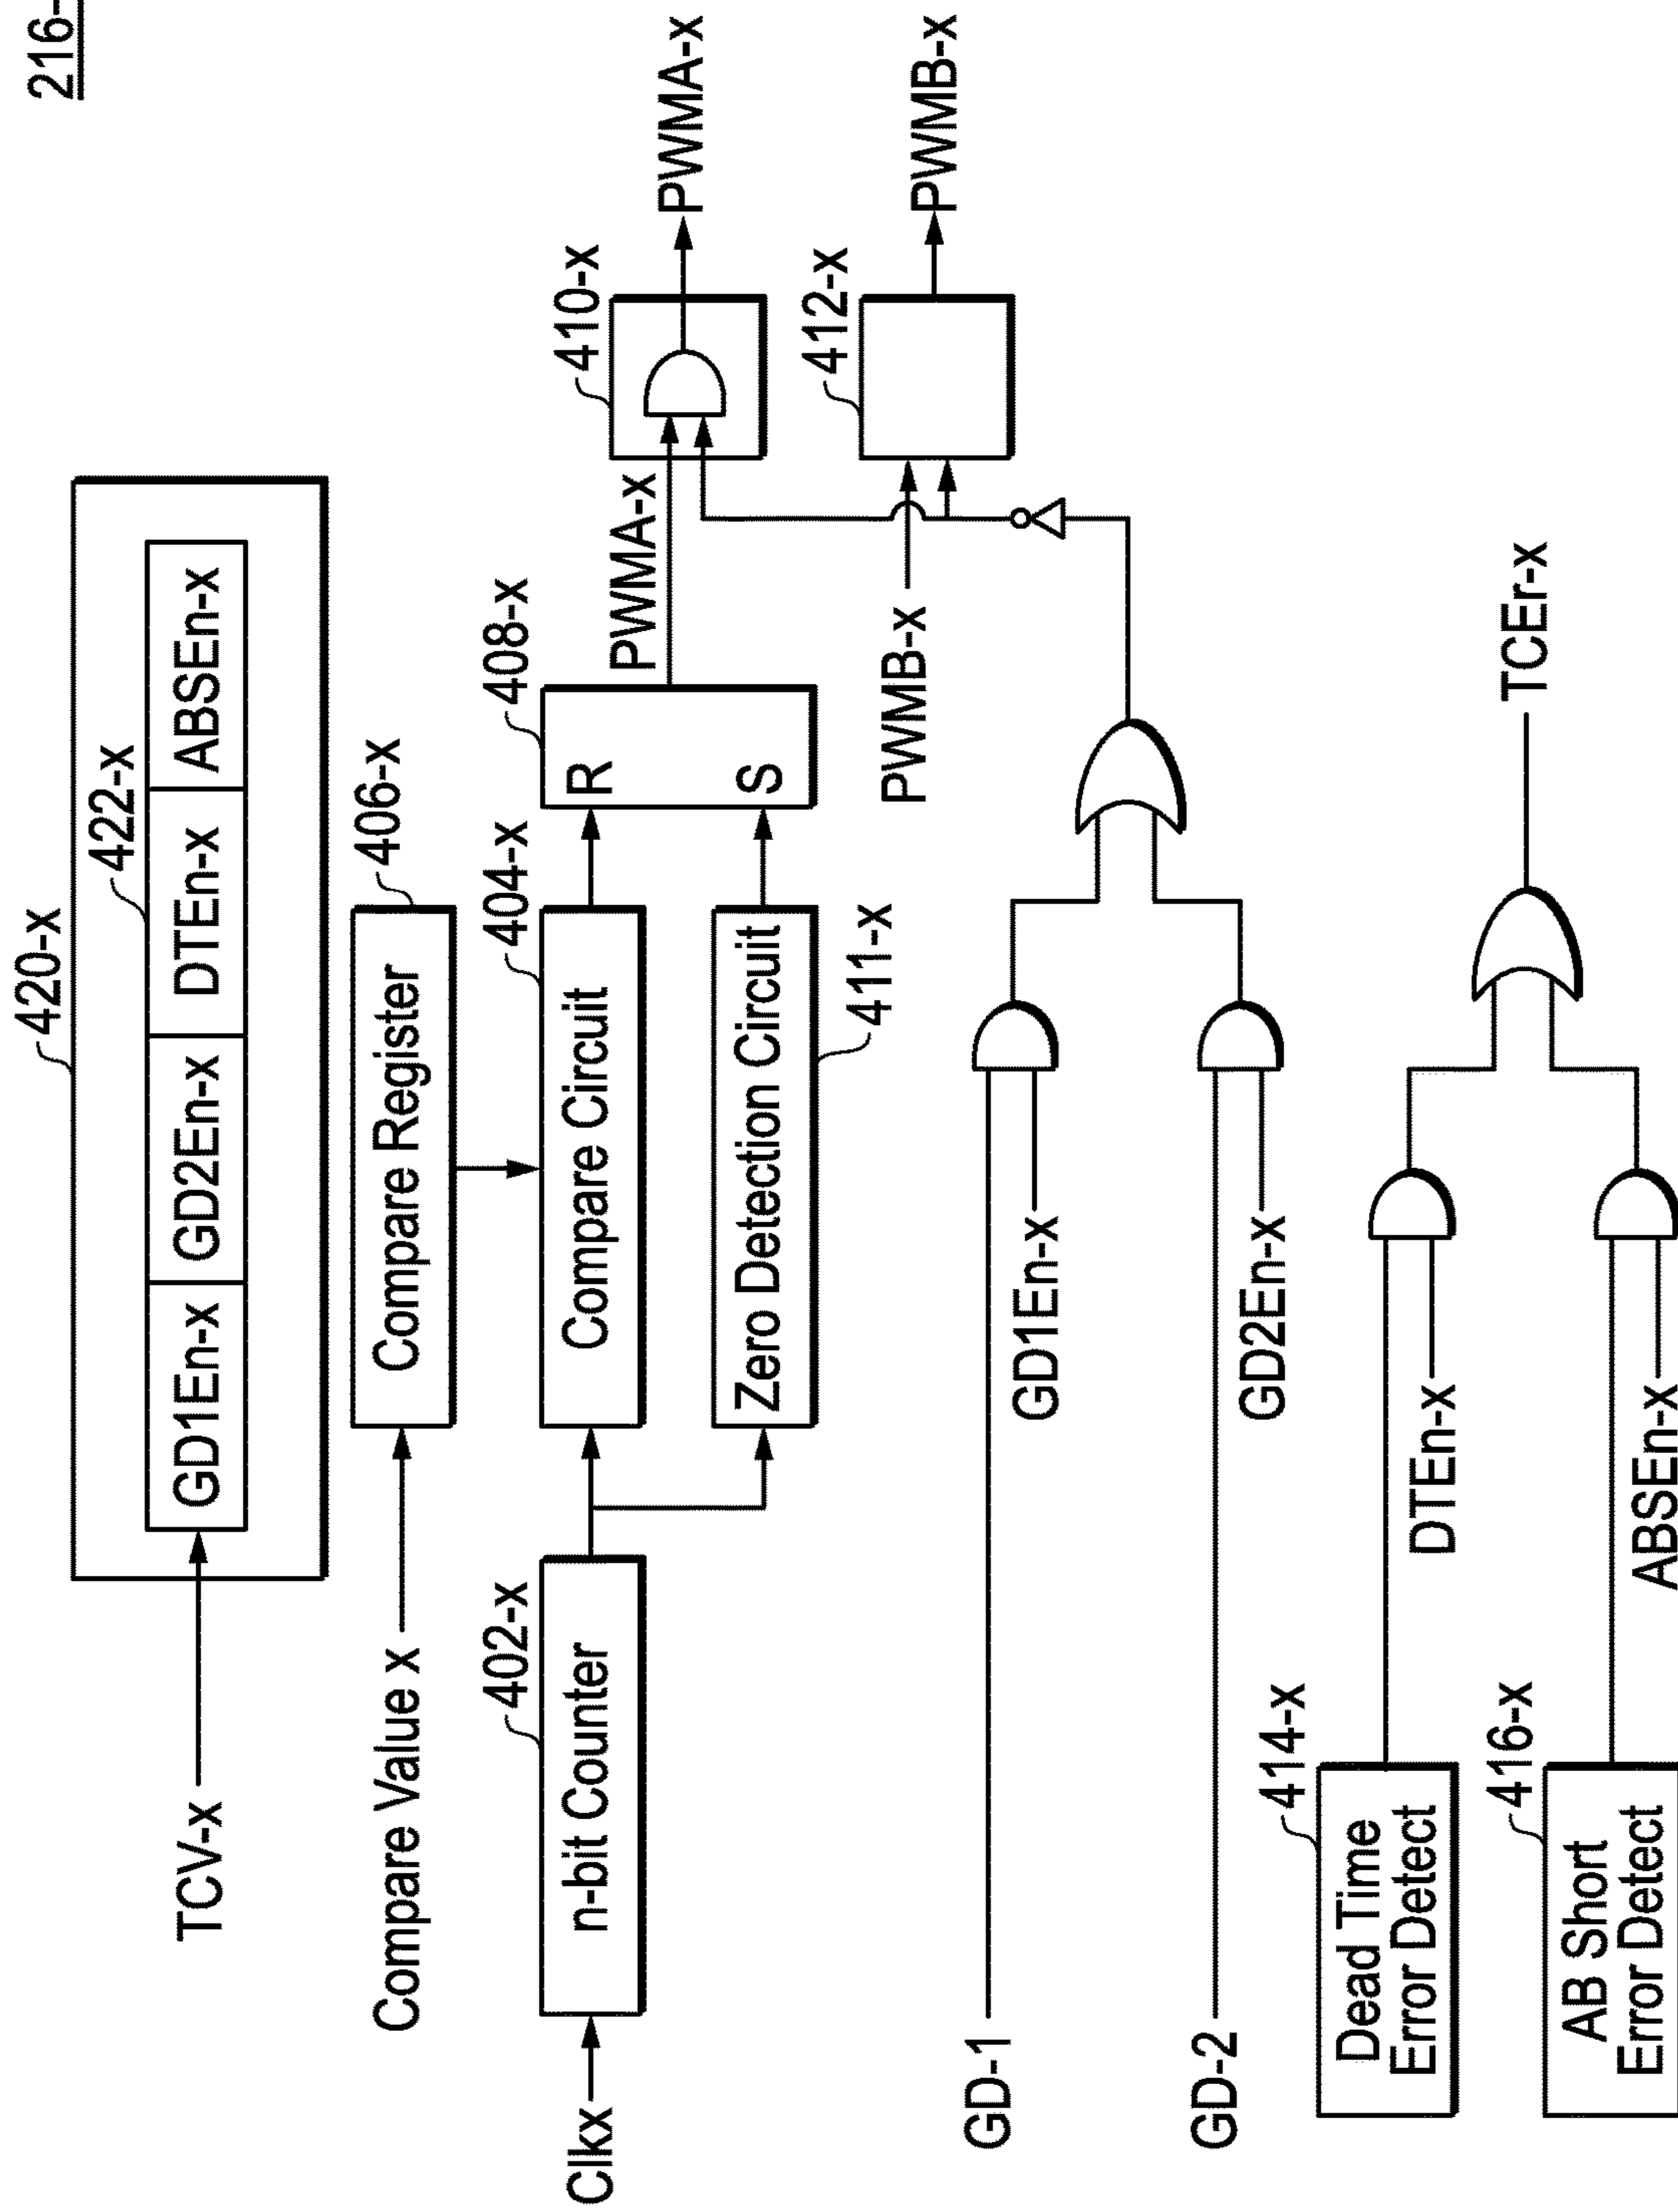 216-
420-x
422-x
TCV-x
GD1En-x
GD2En-x
DTEn-x
ABSEn-x
Compare Value x
Compare Register
406-x
Clkx
n-bit Counter
402-x
Compare Circuit
404-x
Zero Detection Circuit
411-x
R
S
408-x
PWMA-x
410-x
PWMA-x
PWMB-x
412-x
PWMB-x
GD-1
GD1En-x
GD-2
GD2En-x
Dead Time
Error Detect
414-x
DTEn-x
AB Short
Error Detect
416-x
ABSEn-x
TCEr-x